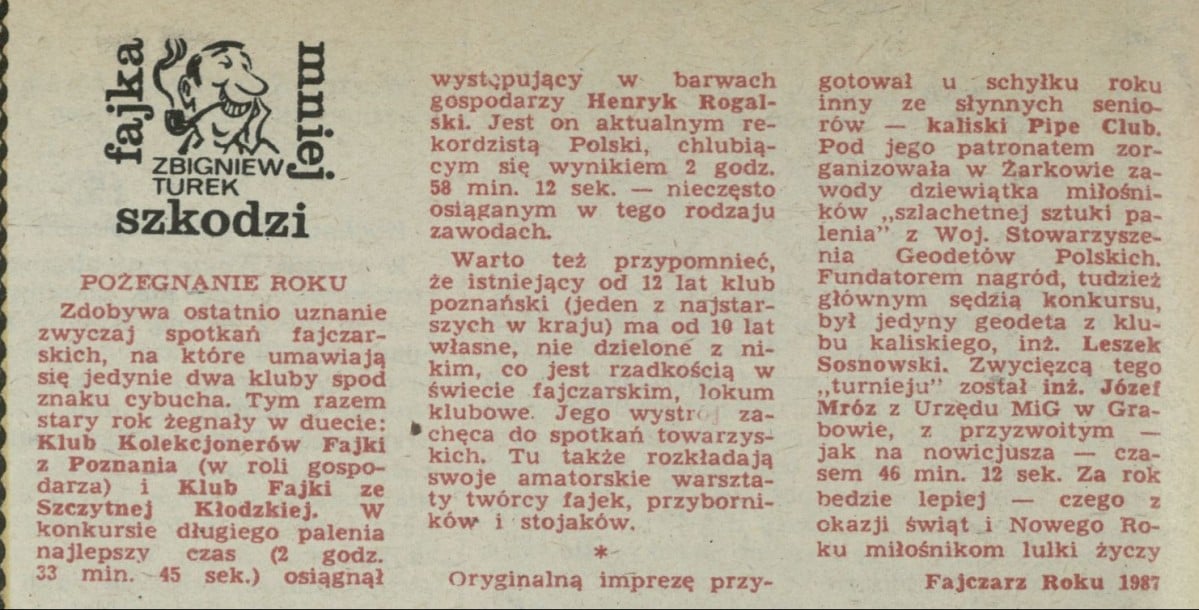 fajka
mniej
ZBIGNIEW
TUREK
szkodzi
POŻEGNANIE ROKU
Zdobywa ostatnio uznanie
zwyczaj spotkań fajczar-
skich, na które umawiają
się jedynie dwa kluby spod
znaku cybucha. Tym razem
stary rok żegnały w duecie:
Klub Kolekcjonerów Fajki
z Poznania (w roli gospo-
darza) i Klub Fajki ze
Szczytnej Kłodzkiej. W
konkursie długiego palenia
najlepszy czas (2 godz.
33 min. 45 sek.) osiągnął
występujący w barwach
gospodarzy Henryk Rogal-
ski. Jest on aktualnym re-
kordzistą Polski, chlubią-
cym się wynikiem 2 godz.
58 min. 12 sek. — nieczęsto
osiąganym w tego rodzaju
zawodach.
Warto też przypomnieć,
że istniejący od 12 lat klub
poznański (jeden z najstar-
szych w kraju) ma od 10 lat
własne, nie dzielone z ni-
kim, co jest rzadkością w
świecie fajczarskim, lokum
klubowe. Jego wystrój za-
chęca do spotkań towarzys-
kich. Tu także rozkładają
swoje amatorskie warszta-
ty twórcy fajek, przyborni-
ków i stojaków.
*
Oryginalną imprezę przy-
gotował u schyłku roku
inny ze słynnych senio-
rów — kaliski Pipe Club.
Pod jego patronatem zor-
ganizowała w Żarkowie za-
wody dziewiątka miłośni-
ków „szlachetnej sztuki pa-
lenia" z Woj. Stowarzysze-
nia Geodetów Polskich.
Fundatorem nagród, tudzież
głównym sędzią konkursu,
był jedyny geodeta z klu-
bu kaliskiego, inż. Leszek
Sosnowski. Zwycięzcą tego
„turnieju" został inż. Józef
Mróz z Urzędu MiG w Gra-
bowie, z przyzwoitym —
jak na nowicjusza — cza-
sem 46 min. 12 sek. Za rok
będzie lepiej — czego z
okazji świąt i Nowego Ro-
ku miłośnikom lulki życzy
Fajczarz Roku 1987